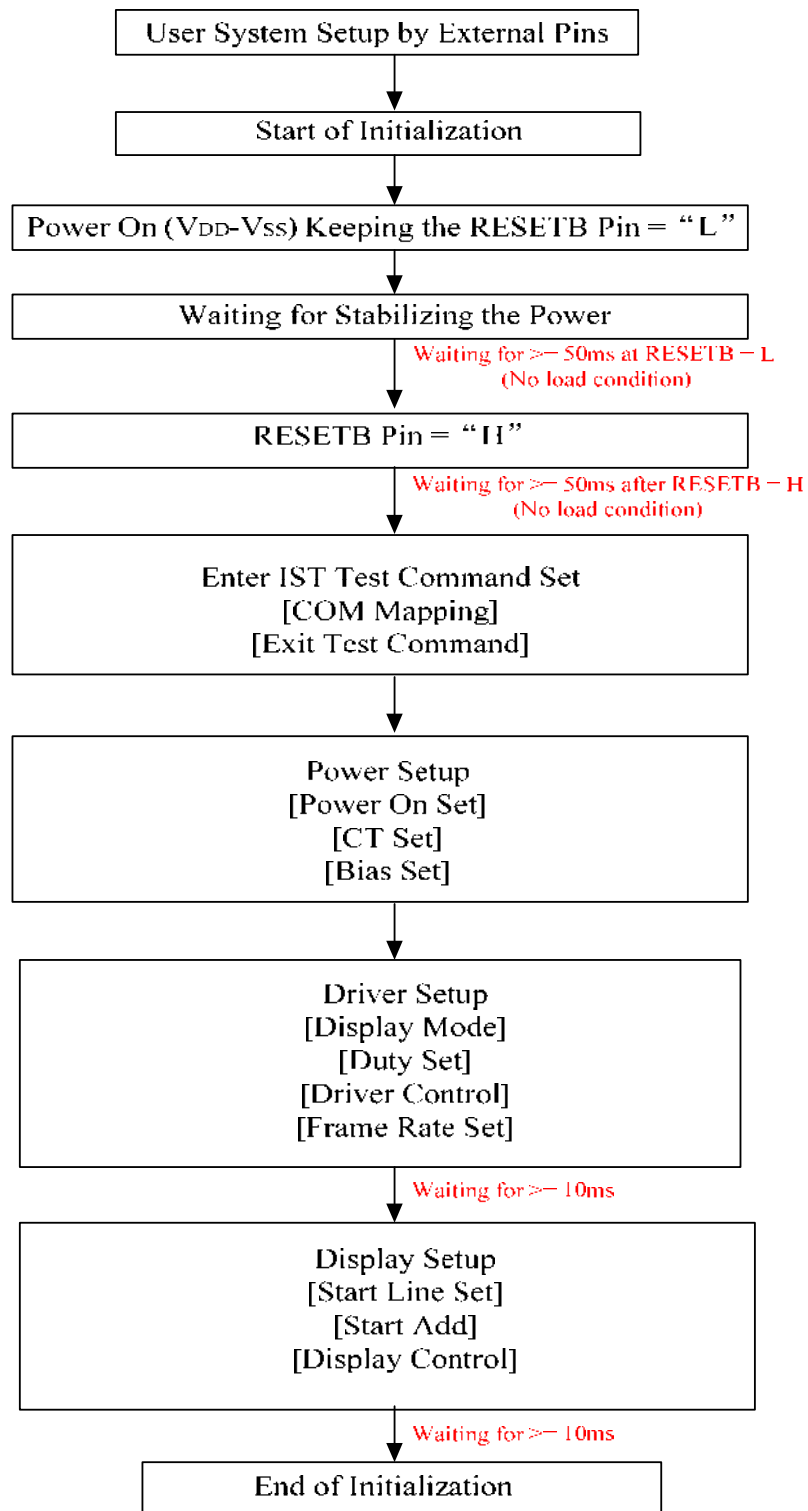 User System Setup by External Pins
Start of Initialization
Power On (VDD-VSS) Keeping the RESETB Pin = “L”
Waiting for Stabilizing the Power
Waiting for >= 50ms at RESETB = L
(No load condition)
RESETB Pin = “H”
Waiting for >= 50ms after RESETB = H
(No load condition)
Enter IST Test Command Set
[COM Mapping]
[Exit Test Command]
Power Setup
[Power On Set]
[CT Set]
[Bias Set]
Driver Setup
[Display Mode]
[Duty Set]
[Driver Control]
[Frame Rate Set]
Waiting for >= 10ms
Display Setup
[Start Line Set]
[Start Add]
[Display Control]
Waiting for >= 10ms
End of Initialization